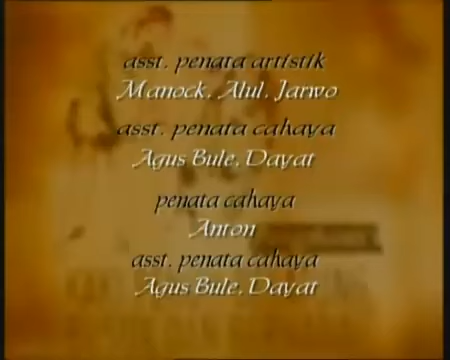 asst. penata artistik
Manock, Alul, Jarwo
asst. penata cahaya
Agus Bule, Dayat
penata cahaya
Anton
asst. penata cahaya
Agus Bule, Dayat